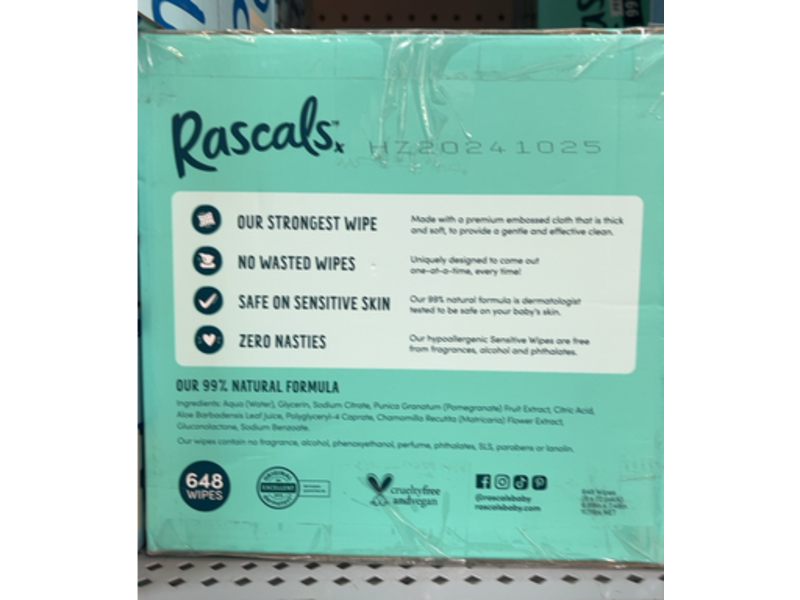 Rascals™x
HZ20241025
OUR STRONGEST WIPE
Made with a premium embossed cloth that is thick
and soft, to provide a gentle and effective clean.
NO WASTED WIPES
Uniquely designed to come out
one-at-a-time, every time!
SAFE ON SENSITIVE SKIN
Our 99% natural formula is dermatologist
tested to be safe on your baby's skin.
ZERO NASTIES
Our hypoallergenic Sensitive Wipes are free
from fragrances, alcohol and phthalates.
OUR 99% NATURAL FORMULA
Ingredients: Aqua (Water), Glycerin, Sodium Citrate, Punica Granatum (Pomegranate) Fruit Extract, Citric Acid,
Aloe Barbadensis Leaf Juice, Polyglyceryl-4 Caprate, Chamomilla Recutita (Matricaria) Flower Extract,
Gluconolactone, Sodium Benzoate.
Our wipes contain no fragrance, alcohol, phenoxyethanol, perfume, phthalates, SLS, parabens or lanolin.
648
WIPES
EXCELLENT
crueltyfree
andvegan
@rascalsbaby
rascalsbaby.com
648 Wipes